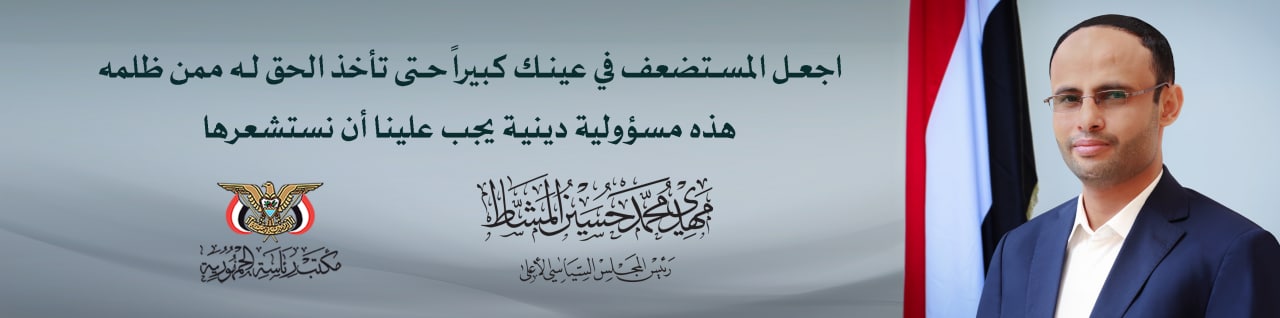 اجعل المستضعف في عينك كبيراً حتى تأخذ الحق له ممن ظلمه
هذه مسؤولية دينية يجب علينا أن نستشعرها
مهدي محمد حسين المشاط
رئيس المجلس السياسي الأعلى
مكتب رئاسة الجمهورية